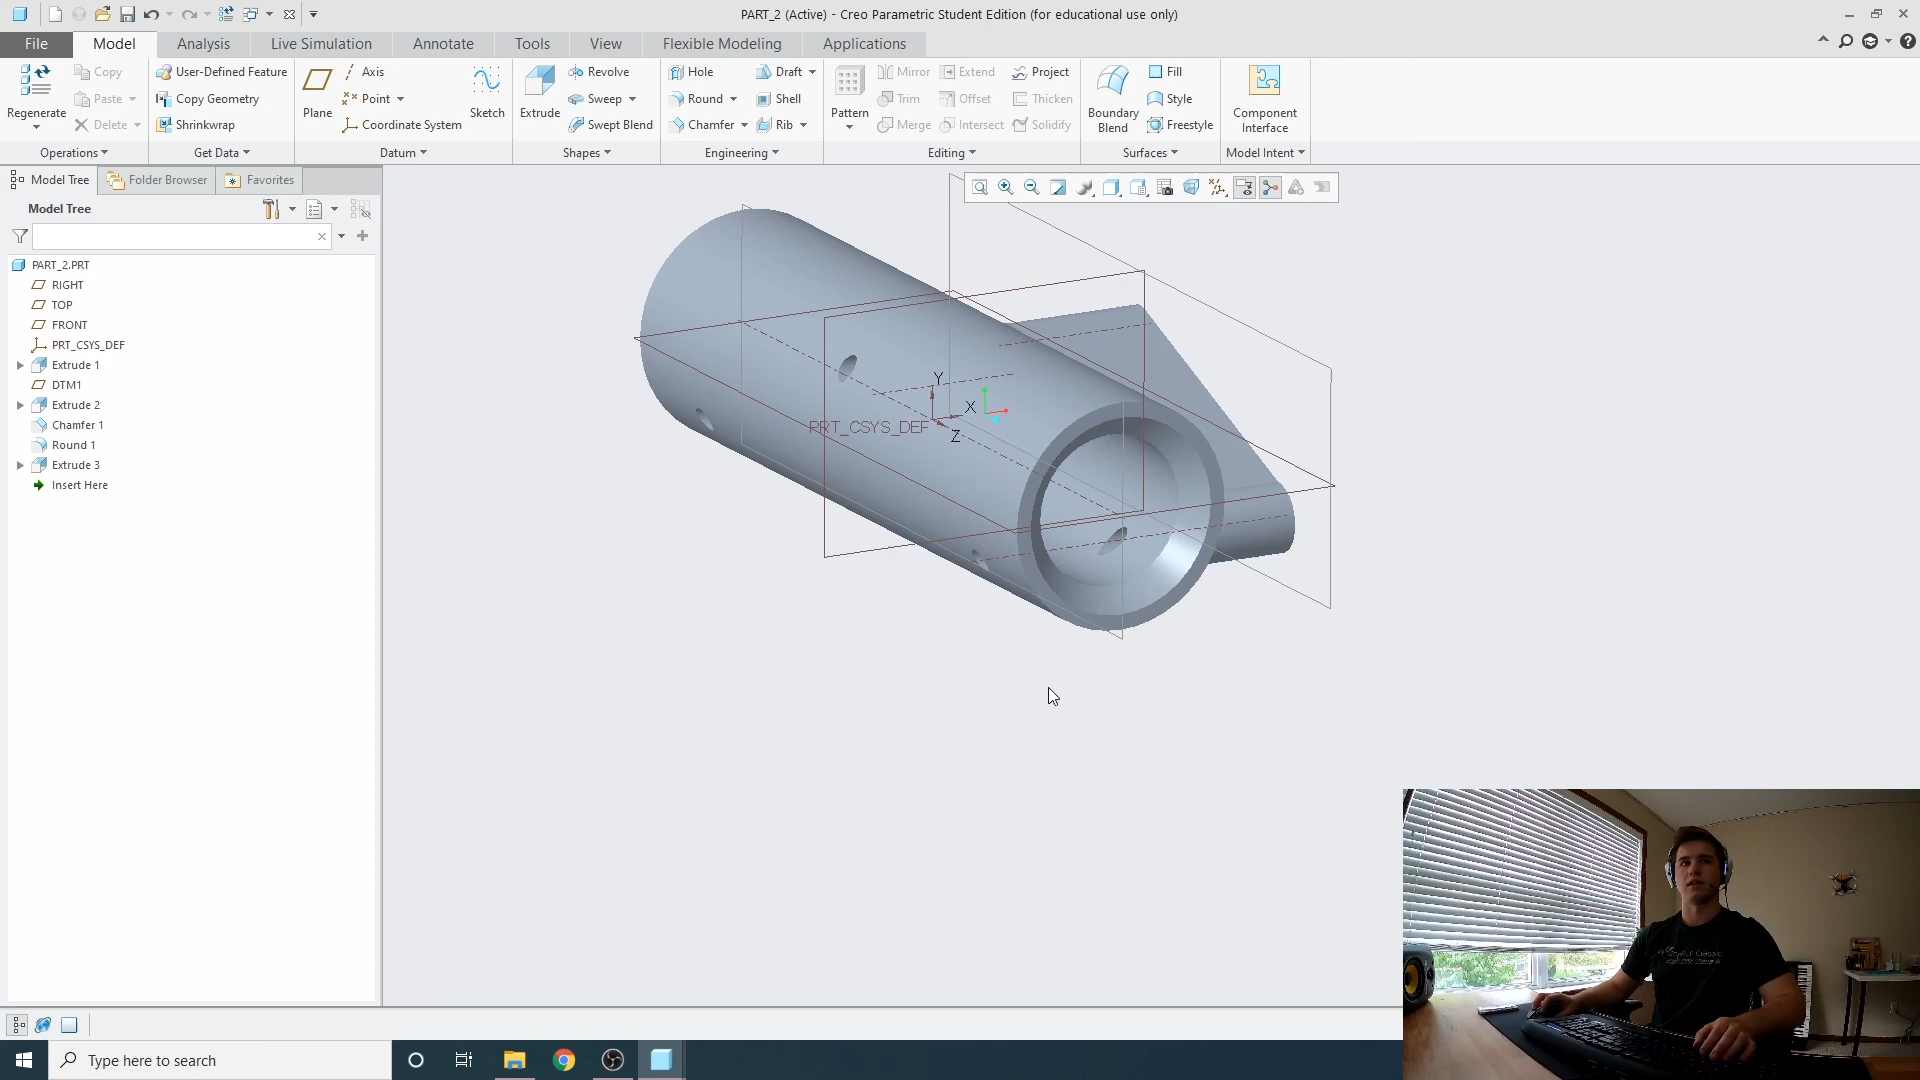 PART_2 (Active) - Creo Parametric Student Edition (for educational use only)
File Model Analysis Live Simulation Annotate Tools View Flexible Modeling Applications
Regenerate
Copy
Paste
Delete
Operations
User-Defined Feature
Copy Geometry
Shrinkwrap
Get Data
Plane
Axis
Point
Coordinate System
Sketch
Datum
Extrude
Revolve
Sweep
Swept Blend
Shapes
Hole
Round
Chamfer
Draft
Shell
Rib
Engineering
Pattern
Mirror
Trim
Merge
Extend
Offset
Intersect
Project
Thicken
Solidify
Editing
Boundary
Blend
Fill
Style
Freestyle
Surfaces
Component
Interface
Model Intent
Model Tree Folder Browser Favorites
Model Tree
PART_2.PRT
RIGHT
TOP
FRONT
PRT_CSYS_DEF
Extrude 1
DTM1
Extrude 2
Chamfer 1
Round 1
Extrude 3
Insert Here
Y
X
PRT_CSYS_DEF
Z
Type here to search